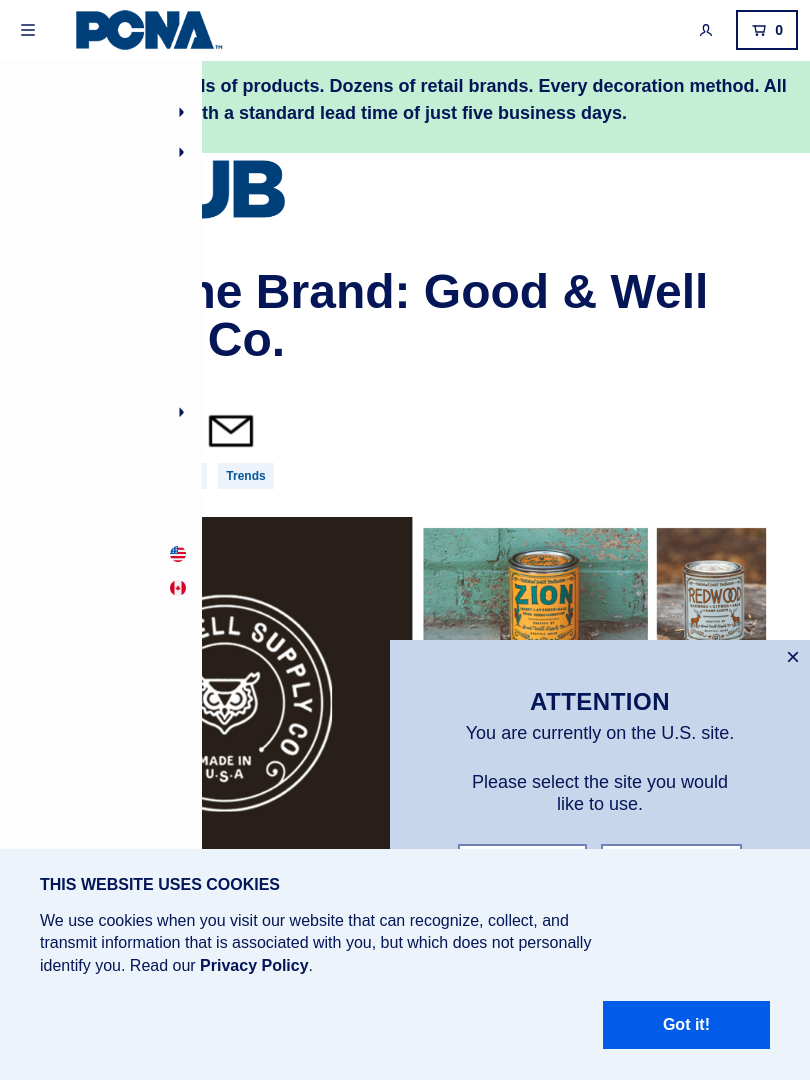 PCNA™
0
ls of products. Dozens of retail brands. Every decoration method. All
th a standard lead time of just five business days.
UB
ne Brand: Good & Well
Co.
Trends
ELL SUPPLY CO.
MADE IN
U·S·A
ZION
REDWOOD
ATTENTION
You are currently on the U.S. site.
Please select the site you would
like to use.
THIS WEBSITE USES COOKIES
We use cookies when you visit our website that can recognize, collect, and
transmit information that is associated with you, but which does not personally
identify you. Read our Privacy Policy.
Got it!